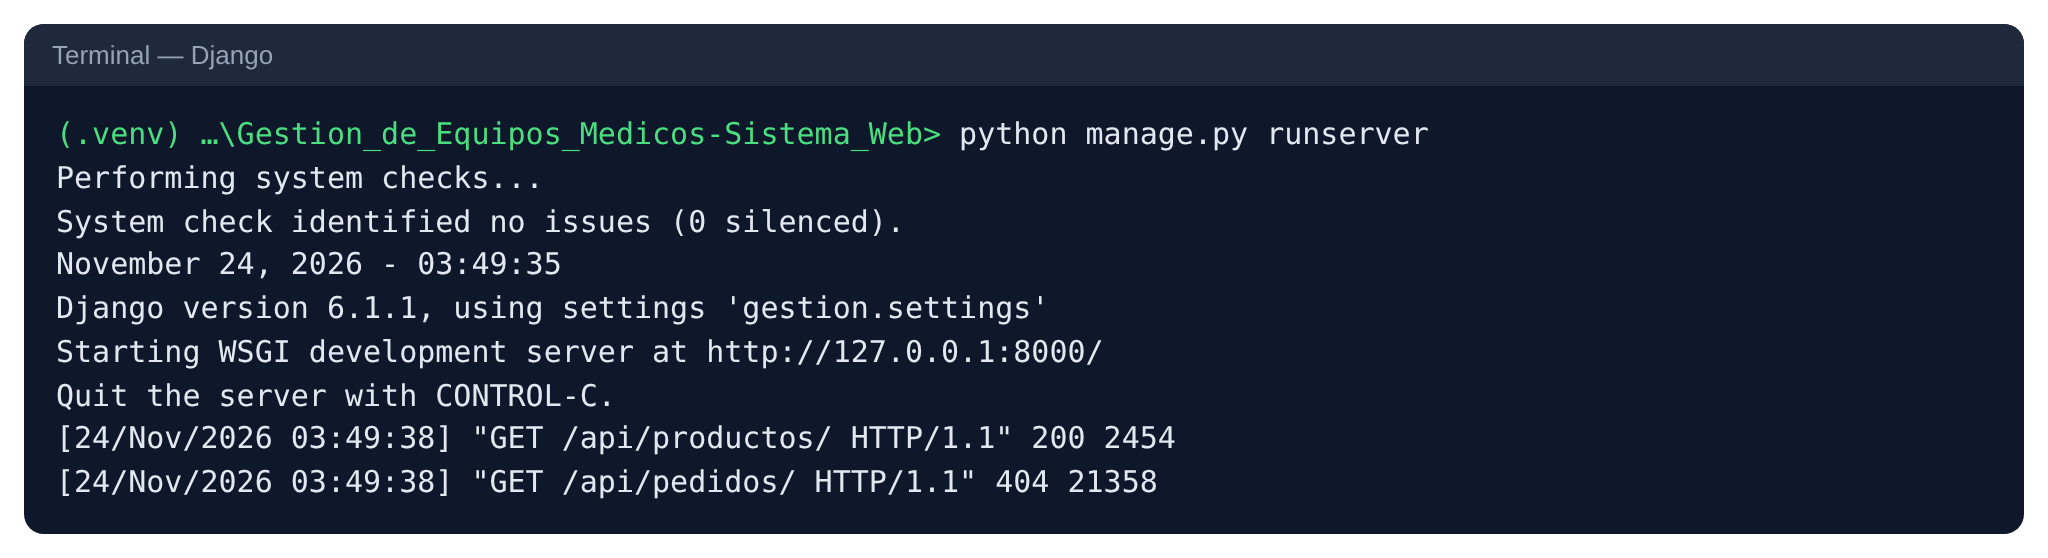 Terminal — Django
(.venv) …\Gestion_de_Equipos_Medicos-Sistema_Web> python manage.py runserver
Performing system checks...
System check identified no issues (0 silenced).
November 24, 2026 - 03:49:35
Django version 6.1.1, using settings 'gestion.settings'
Starting WSGI development server at http://127.0.0.1:8000/
Quit the server with CONTROL-C.
[24/Nov/2026 03:49:38] "GET /api/productos/ HTTP/1.1" 200 2454
[24/Nov/2026 03:49:38] "GET /api/pedidos/ HTTP/1.1" 404 21358